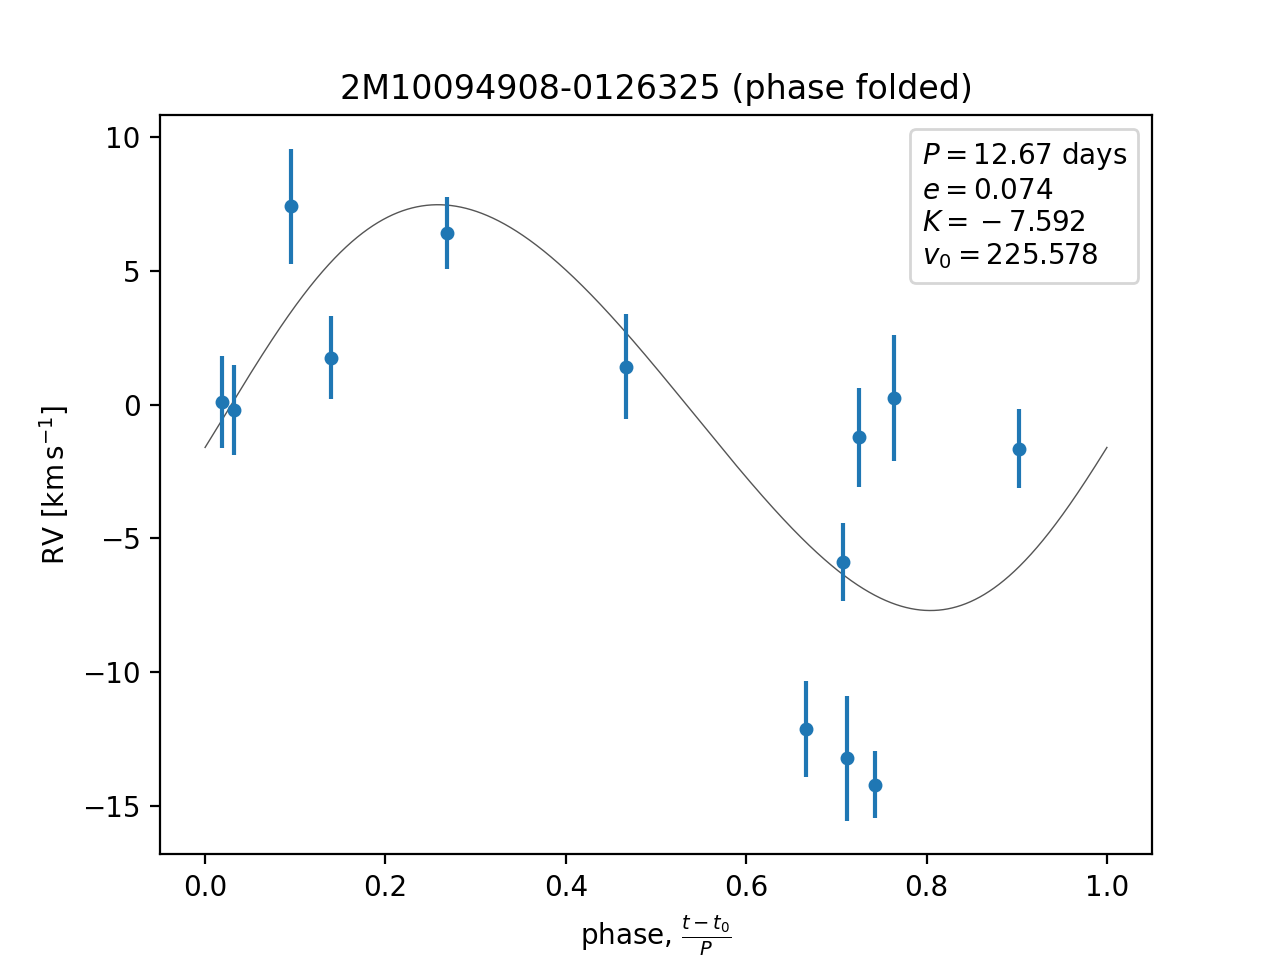 2M10094908-0126325 (phase folded)
P = 12.67 days
e = 0.074
K = −7.592
v₀ = 225.578
10
5
0
−5
−10
−15
RV [km s⁻¹]
0.0 0.2 0.4 0.6 0.8 1.0
phase, (t − t₀)/P